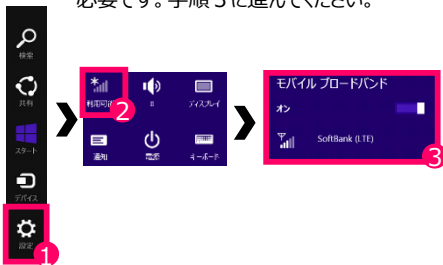 必要です。手順５に進んでください。
検索
共有
スタート
デバイス
設定
1
利用可能
2
8
ディスプレイ
通知
電源
キーボード
モバイル ブロードバンド
オン
SoftBank (LTE)
3